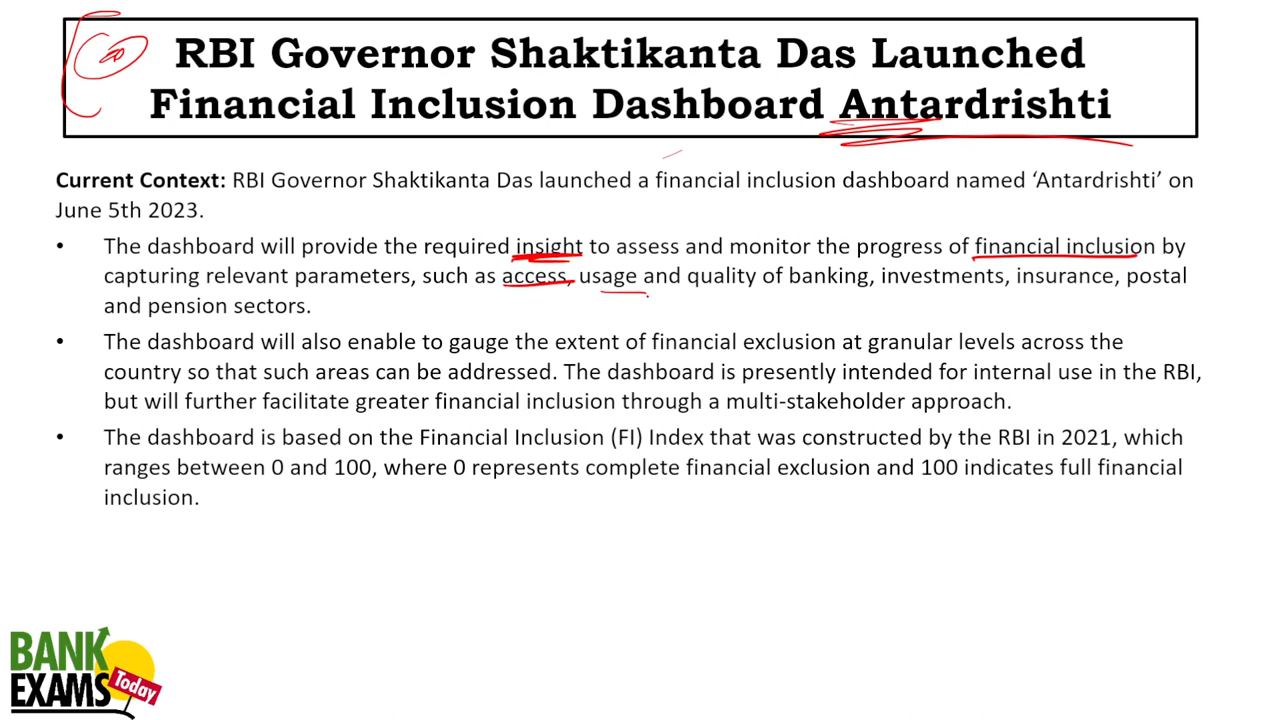 RBI Governor Shaktikanta Das Launched
Financial Inclusion Dashboard Antardrishti
Current Context: RBI Governor Shaktikanta Das launched a financial inclusion dashboard named ‘Antardrishti’ on
June 5th 2023.
• The dashboard will provide the required insight to assess and monitor the progress of financial inclusion by
capturing relevant parameters, such as access, usage and quality of banking, investments, insurance, postal
and pension sectors.
• The dashboard will also enable to gauge the extent of financial exclusion at granular levels across the
country so that such areas can be addressed. The dashboard is presently intended for internal use in the RBI,
but will further facilitate greater financial inclusion through a multi-stakeholder approach.
• The dashboard is based on the Financial Inclusion (FI) Index that was constructed by the RBI in 2021, which
ranges between 0 and 100, where 0 represents complete financial exclusion and 100 indicates full financial
inclusion.
BANK
EXAMS
Today